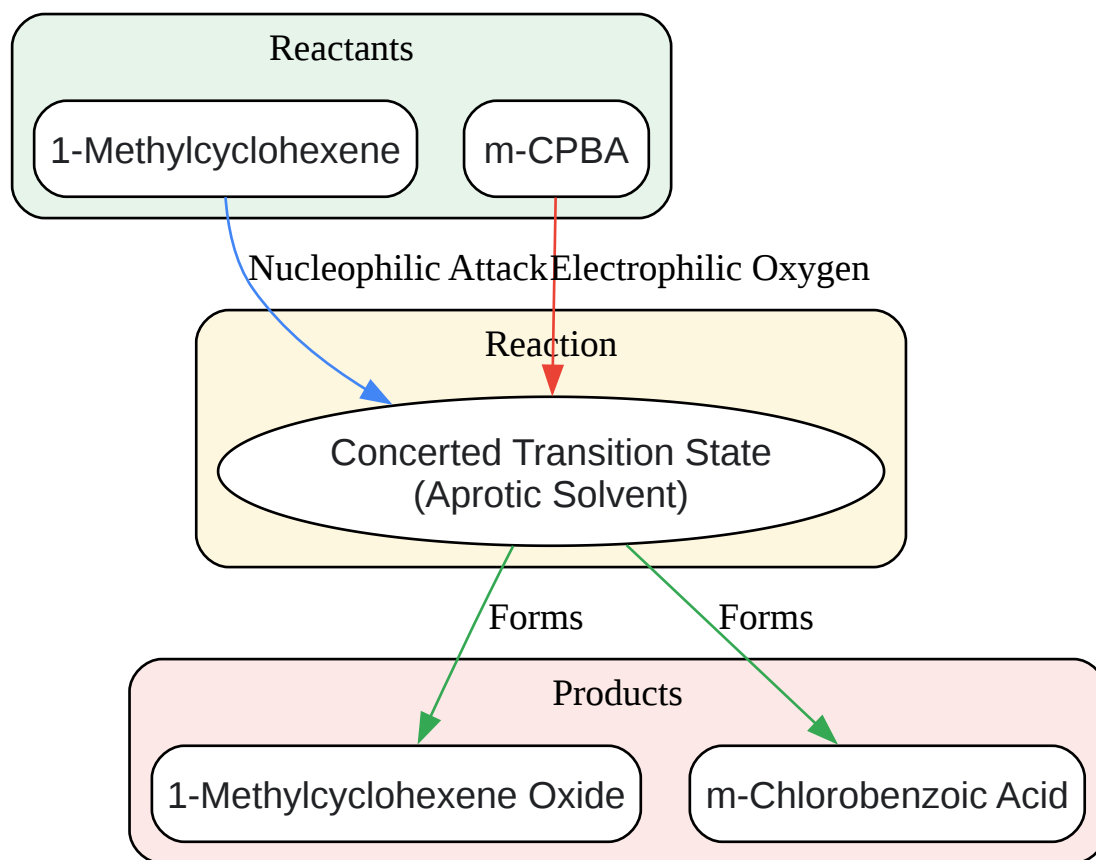 Reactants
1-Methylcyclohexene
m-CPBA
Nucleophilic Attack
Electrophilic Oxygen
Reaction
Concerted Transition State
(Aprotic Solvent)
Forms
Forms
Products
1-Methylcyclohexene Oxide
m-Chlorobenzoic Acid